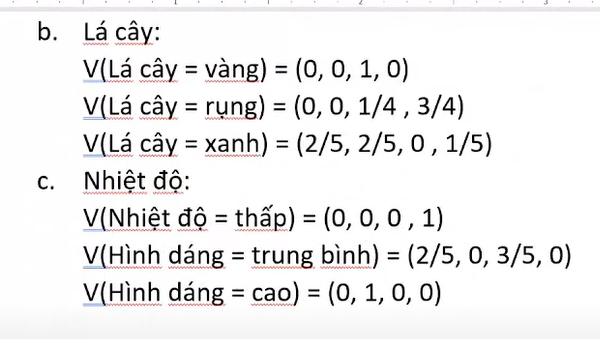 b. Lá cây:
V(Lá cây = vàng) = (0, 0, 1, 0)
V(Lá cây = rụng) = (0, 0, 1/4 , 3/4)
V(Lá cây = xanh) = (2/5, 2/5, 0 , 1/5)
c. Nhiệt độ:
V(Nhiệt độ = thấp) = (0, 0, 0 , 1)
V(Hình dáng = trung bình) = (2/5, 0, 3/5, 0)
V(Hình dáng = cao) = (0, 1, 0, 0)